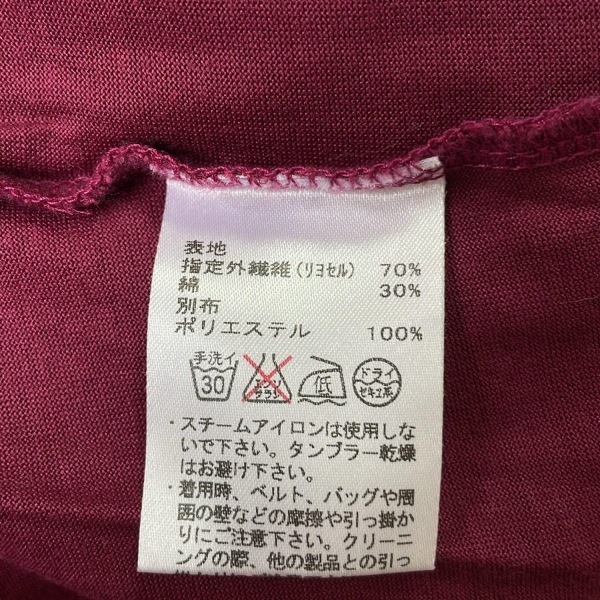 表地
指定外繊維(リヨセル) 70%
綿 30%
別布
ポリエステル 100%
手洗イ
30
エンソ
サラシ
低
ドライ
セキユ系
・スチームアイロンは使用しな
いで下さい。タンブラー乾燥
はお避け下さい。
・着用時、ベルト、バッグや周
囲の壁などの摩擦や引っ掛か
りにご注意下さい。クリーニ
ングの際、他の製品との引っ